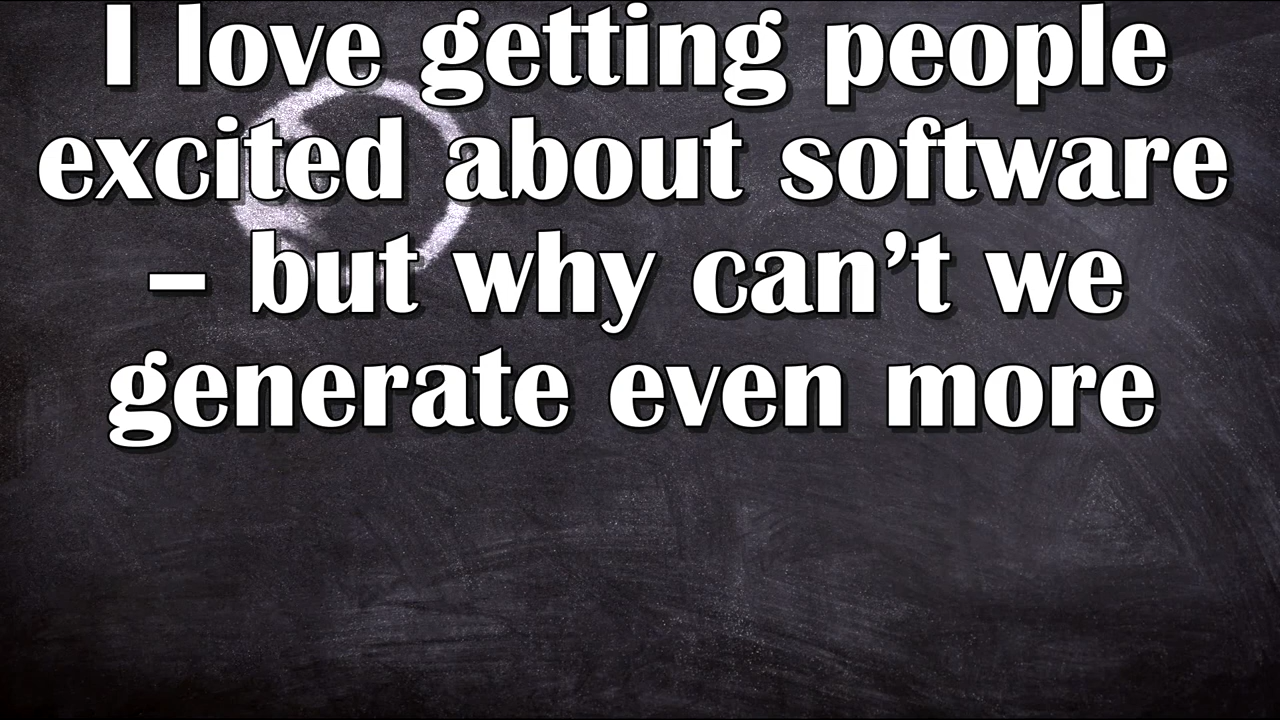 I love getting people
excited about software
– but why can’t we
generate even more